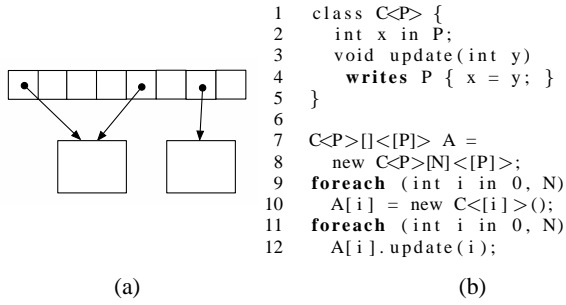 1 class C<P> {
2 int x in P;
3 void update(int y)
4 writes P { x = y; }
5 }
6
7 C<P>[]<[P]> A =
8 new C<P>[N]<[P]>;
9 foreach (int i in 0, N)
10 A[i] = new C<[i]>();
11 foreach (int i in 0, N)
12 A[i].update(i);
(a)
(b)